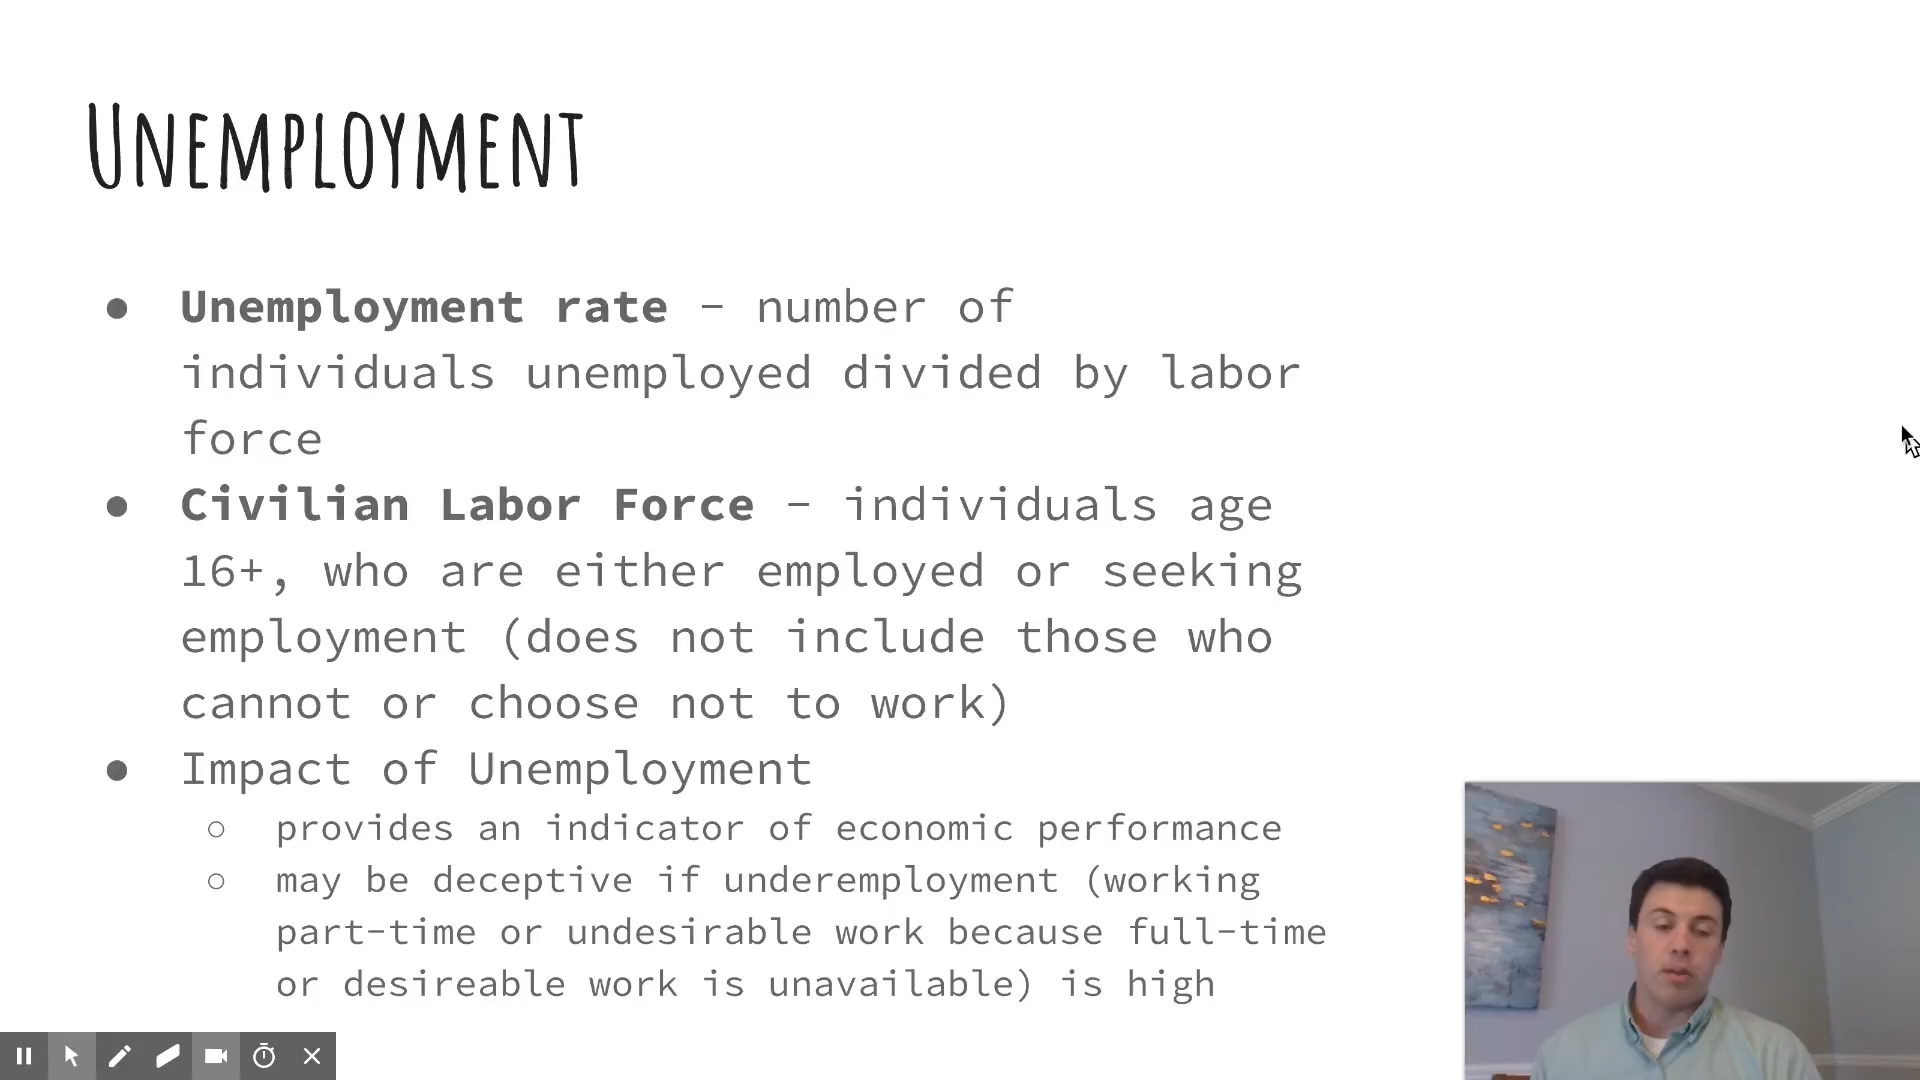 UNEMPLOYMENT
● Unemployment rate – number of
individuals unemployed divided by labor
force
● Civilian Labor Force – individuals age
16+, who are either employed or seeking
employment (does not include those who
cannot or choose not to work)
● Impact of Unemployment
○ provides an indicator of economic performance
○ may be deceptive if underemployment (working
part-time or undesirable work because full-time
or desireable work is unavailable) is high